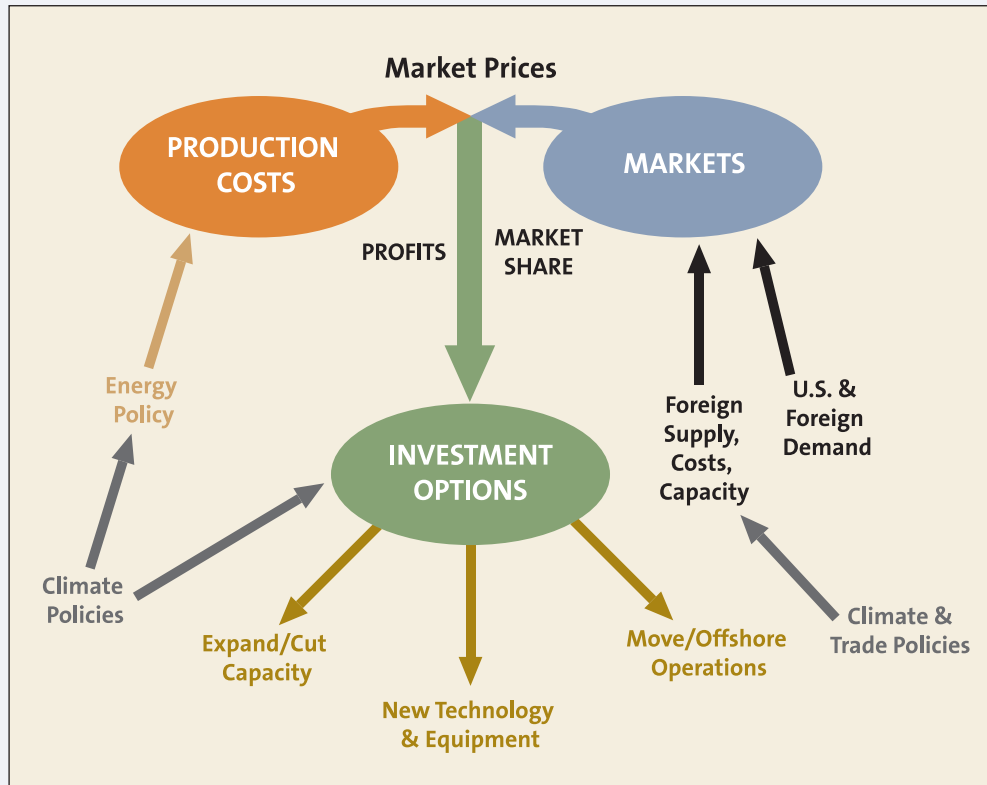 Market Prices
PRODUCTION
COSTS
MARKETS
PROFITS
MARKET
SHARE
Energy
Policy
Foreign
Supply,
Costs,
Capacity
U.S. &
Foreign
Demand
INVESTMENT
OPTIONS
Climate
Policies
Climate &
Trade Policies
Expand/Cut
Capacity
New Technology
& Equipment
Move/Offshore
Operations